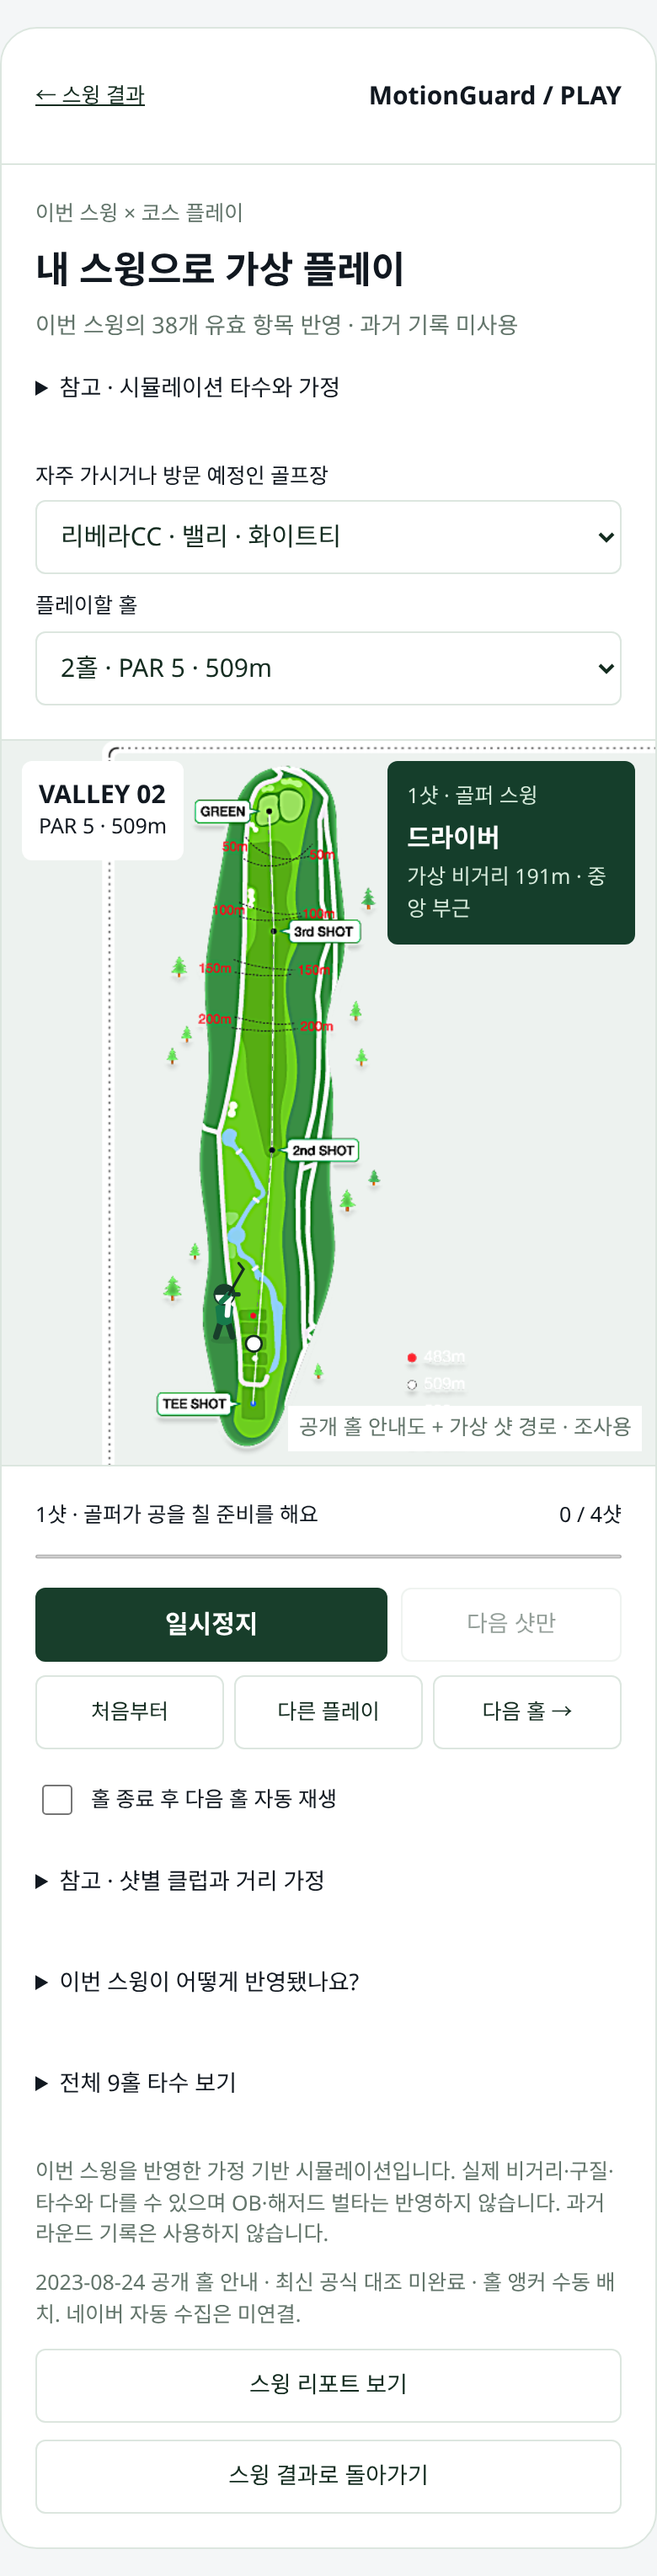 ← 스윙 결과
MotionGuard / PLAY
이번 스윙 × 코스 플레이
내 스윙으로 가상 플레이
이번 스윙의 38개 유효 항목 반영 · 과거 기록 미사용
▶ 참고 · 시뮬레이션 타수와 가정
자주 가시거나 방문 예정인 골프장
리베라CC · 밸리 · 화이트티
플레이할 홀
2홀 · PAR 5 · 509m
VALLEY 02
PAR 5 · 509m
1샷 · 골퍼 스윙
드라이버
가상 비거리 191m · 중
앙 부근
GREEN
50m
50m
100m
100m
3rd SHOT
150m
150m
200m
200m
2nd SHOT
483m
509m
TEE SHOT
공개 홀 안내도 + 가상 샷 경로 · 조사용
1샷 · 골퍼가 공을 칠 준비를 해요
0 / 4샷
일시정지
다음 샷만
처음부터
다른 플레이
다음 홀 →
홀 종료 후 다음 홀 자동 재생
▶ 참고 · 샷별 클럽과 거리 가정
▶ 이번 스윙이 어떻게 반영됐나요?
▶ 전체 9홀 타수 보기
이번 스윙을 반영한 가정 기반 시뮬레이션입니다. 실제 비거리·구질·
타수와 다를 수 있으며 OB·해저드 벌타는 반영하지 않습니다. 과거
라운드 기록은 사용하지 않습니다.
2023-08-24 공개 홀 안내 · 최신 공식 대조 미완료 · 홀 앵커 수동 배
치. 네이버 자동 수집은 미연결.
스윙 리포트 보기
스윙 결과로 돌아가기